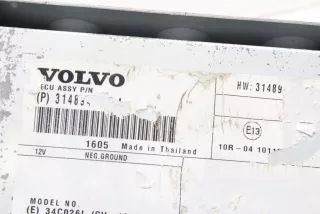 VOLVO
ECU ASSY P/N
(P) 3148
HW: 31489
1605 Made in Thailand
E13
12V NEG.GROUND
10R-04 1011
MODEL NO.
(E) 34C026